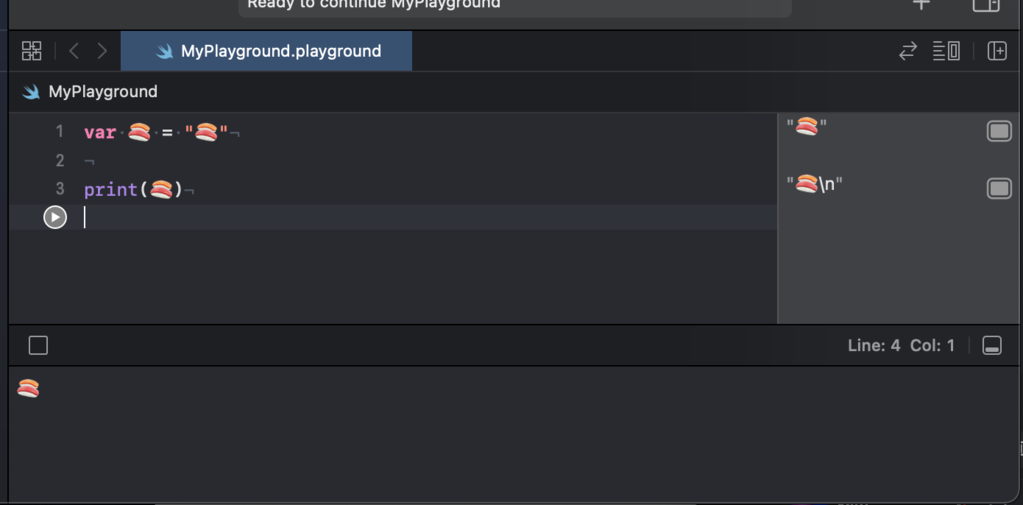 Ready to continue MyPlayground
MyPlayground.playground
MyPlayground
1 var 🍣 = "🍣"¬
2 ¬
3 print(🍣)¬
"🍣"
"🍣\n"
Line: 4 Col: 1
🍣